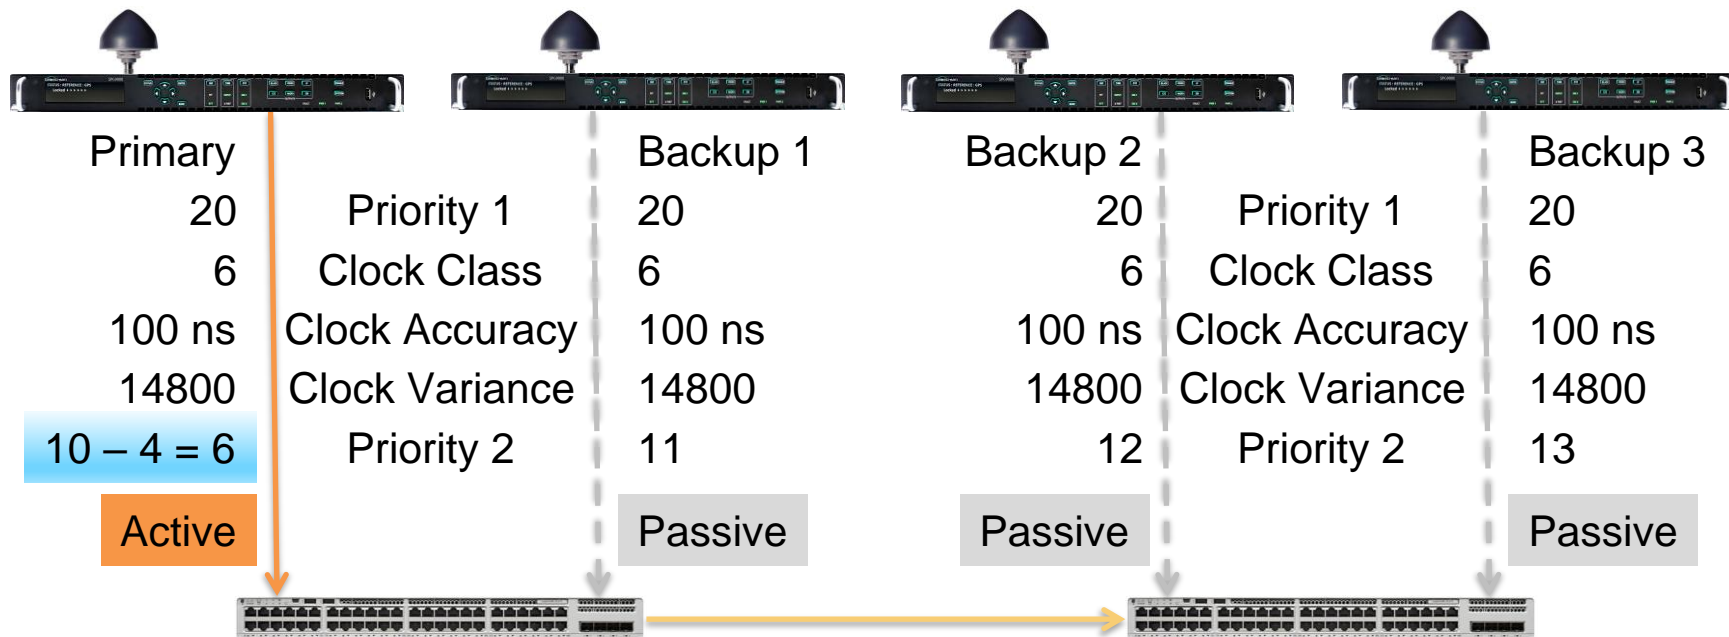 Primary Backup 1 Backup 2 Backup 3
20 Priority 1 20 20 Priority 1 20
6 Clock Class 6 6 Clock Class 6
100 ns Clock Accuracy 100 ns 100 ns Clock Accuracy 100 ns
14800 Clock Variance 14800 14800 Clock Variance 14800
10 – 4 = 6 Priority 2 11 12 Priority 2 13
Active Passive Passive Passive